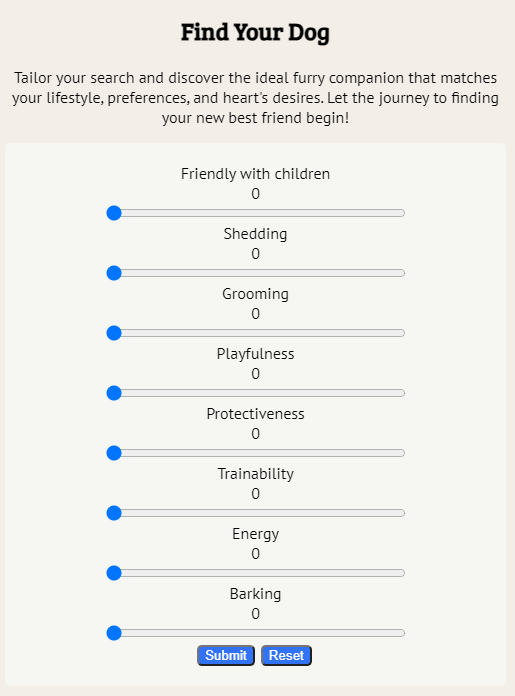 Find Your Dog
Tailor your search and discover the ideal furry companion that matches
your lifestyle, preferences, and heart's desires. Let the journey to finding
your new best friend begin!
Friendly with children
0
Shedding
0
Grooming
0
Playfulness
0
Protectiveness
0
Trainability
0
Energy
0
Barking
0
Submit Reset